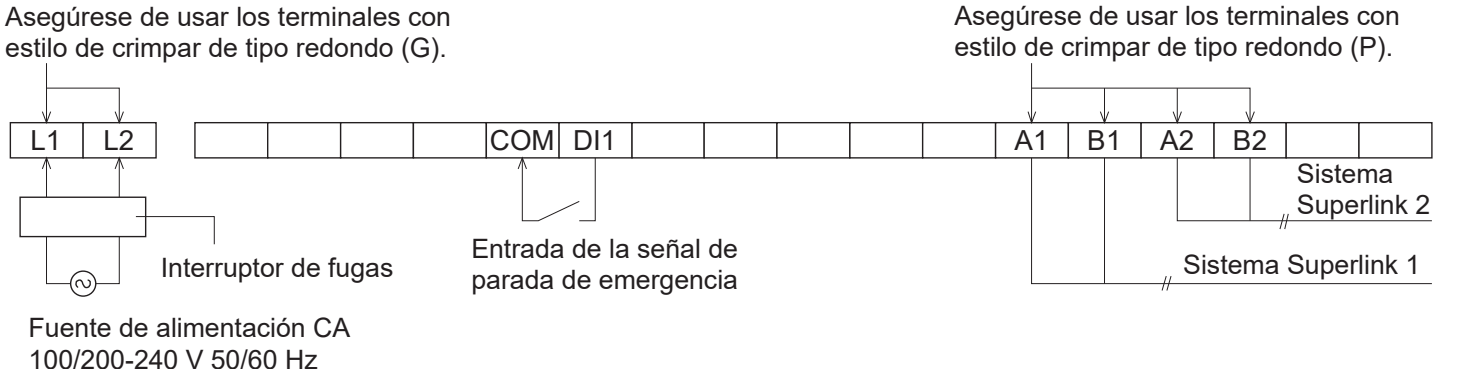 Asegúrese de usar los terminales con
estilo de crimpar de tipo redondo (G).
Asegúrese de usar los terminales con
estilo de crimpar de tipo redondo (P).
L1 L2 COM DI1 A1 B1 A2 B2
Sistema
Superlink 2
Entrada de la señal de
parada de emergencia
Interruptor de fugas
Sistema Superlink 1
Fuente de alimentación CA
100/200-240 V 50/60 Hz